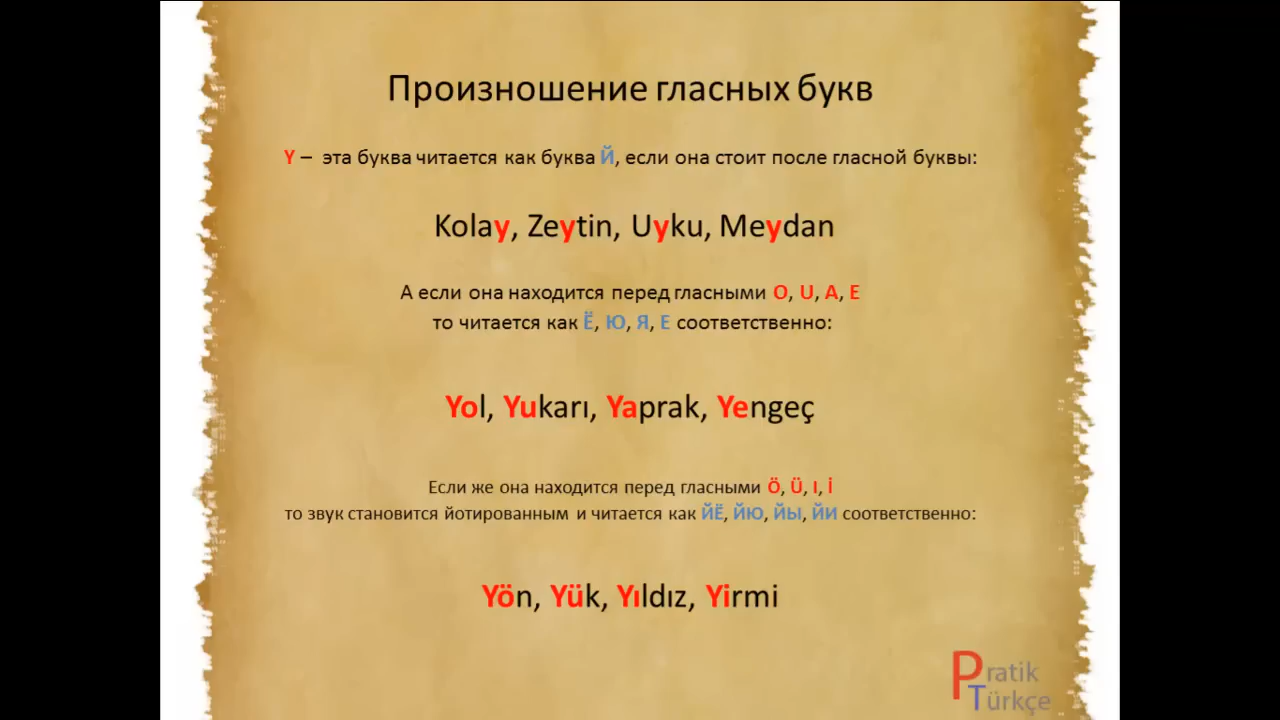 Произношение гласных букв
Y – эта буква читается как буква Й, если она стоит после гласной буквы:
Kolay, Zeytin, Uyku, Meydan
А если она находится перед гласными O, U, A, E
то читается как Ё, Ю, Я, Е соответственно:
Yol, Yukarı, Yaprak, Yengeç
Если же она находится перед гласными Ö, Ü, ı, i
то звук становится йотированным и читается как ЙЁ, ЙЮ, ЙЫ, ЙИ соответственно:
Yön, Yük, Yıldız, Yirmi
Pratik
Türkçe